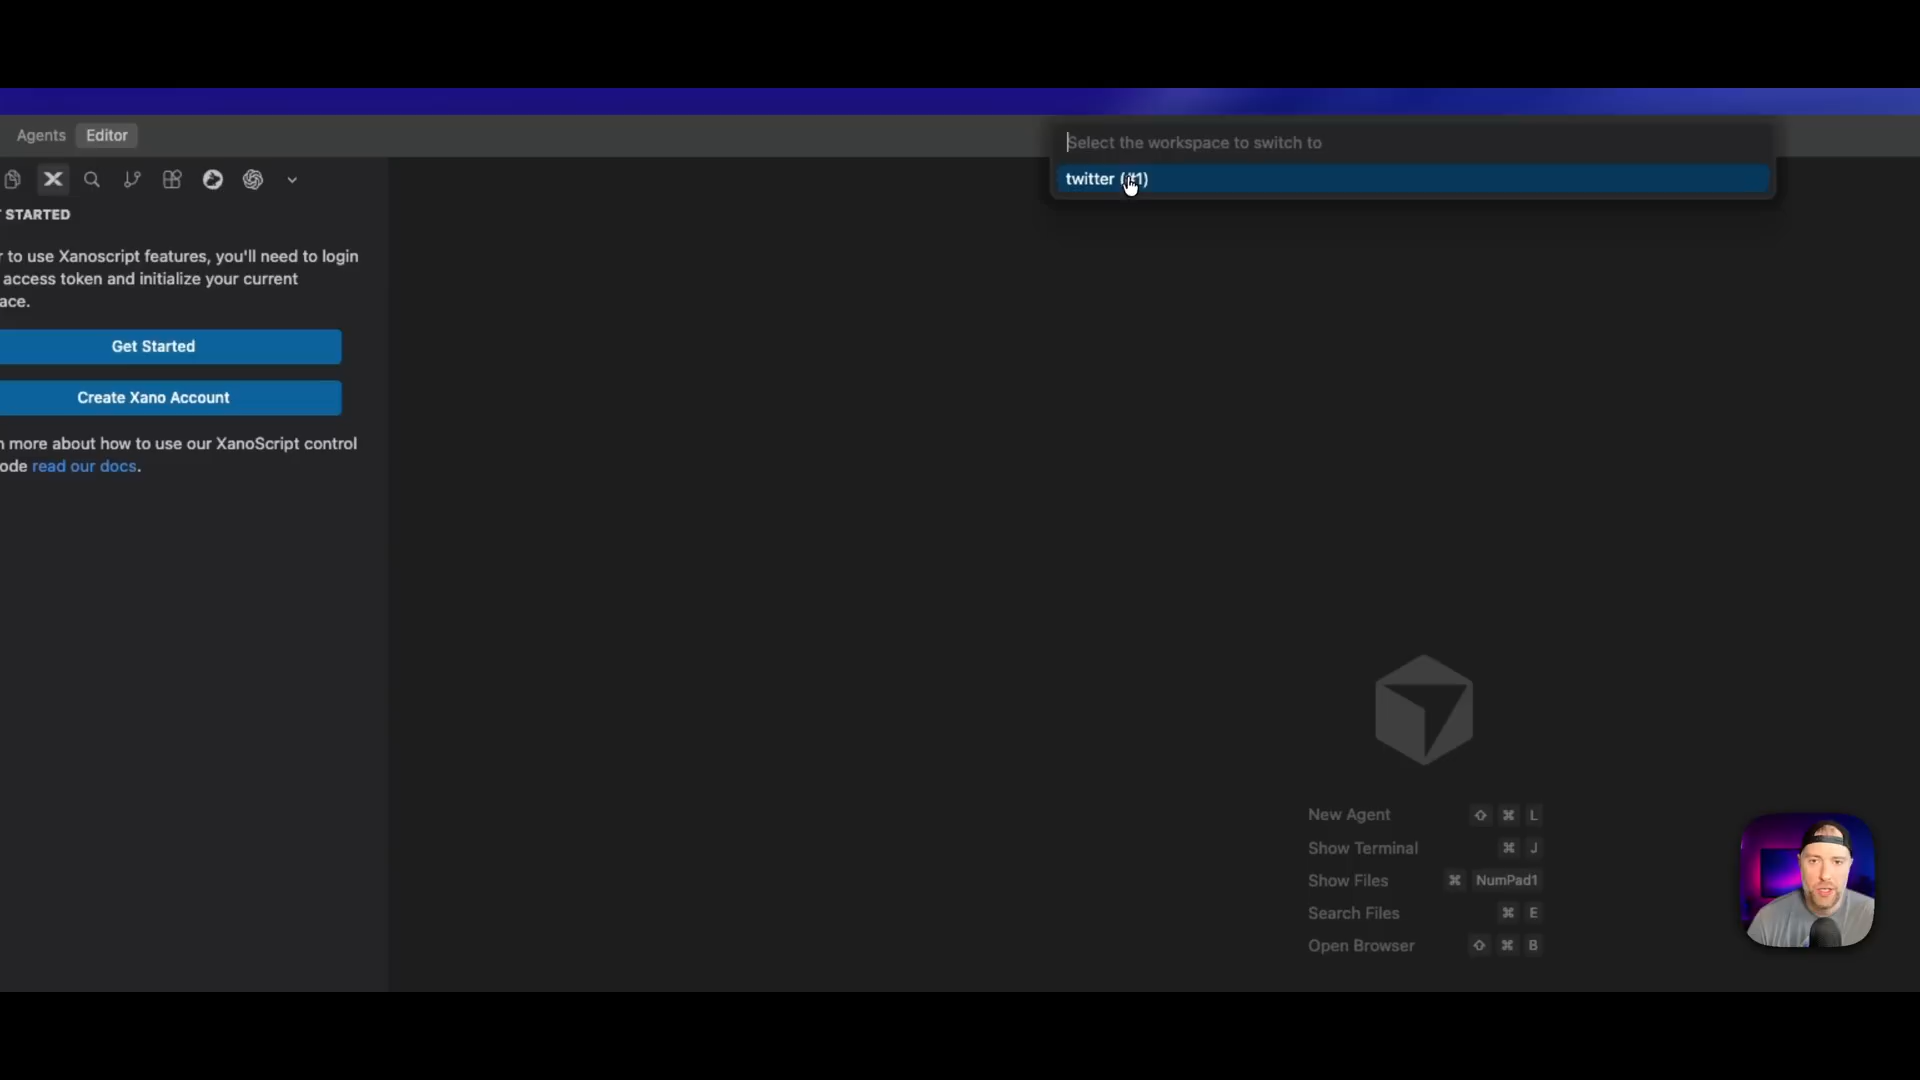 Agents Editor
Select the workspace to switch to
twitter (#1)
STARTED
to use Xanoscript features, you'll need to login
access token and initialize your current
ace.
Get Started
Create Xano Account
more about how to use our XanoScript control
ode read our docs.
New Agent ⇧ ⌘ L
Show Terminal ⌘ J
Show Files ⌘ NumPad1
Search Files ⌘ E
Open Browser ⇧ ⌘ B